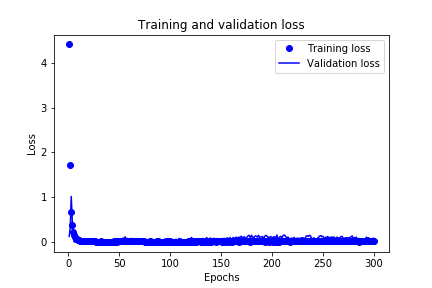 Training and validation loss
Training loss
Validation loss
Loss
4
3
2
1
0
0 50 100 150 200 250 300
Epochs